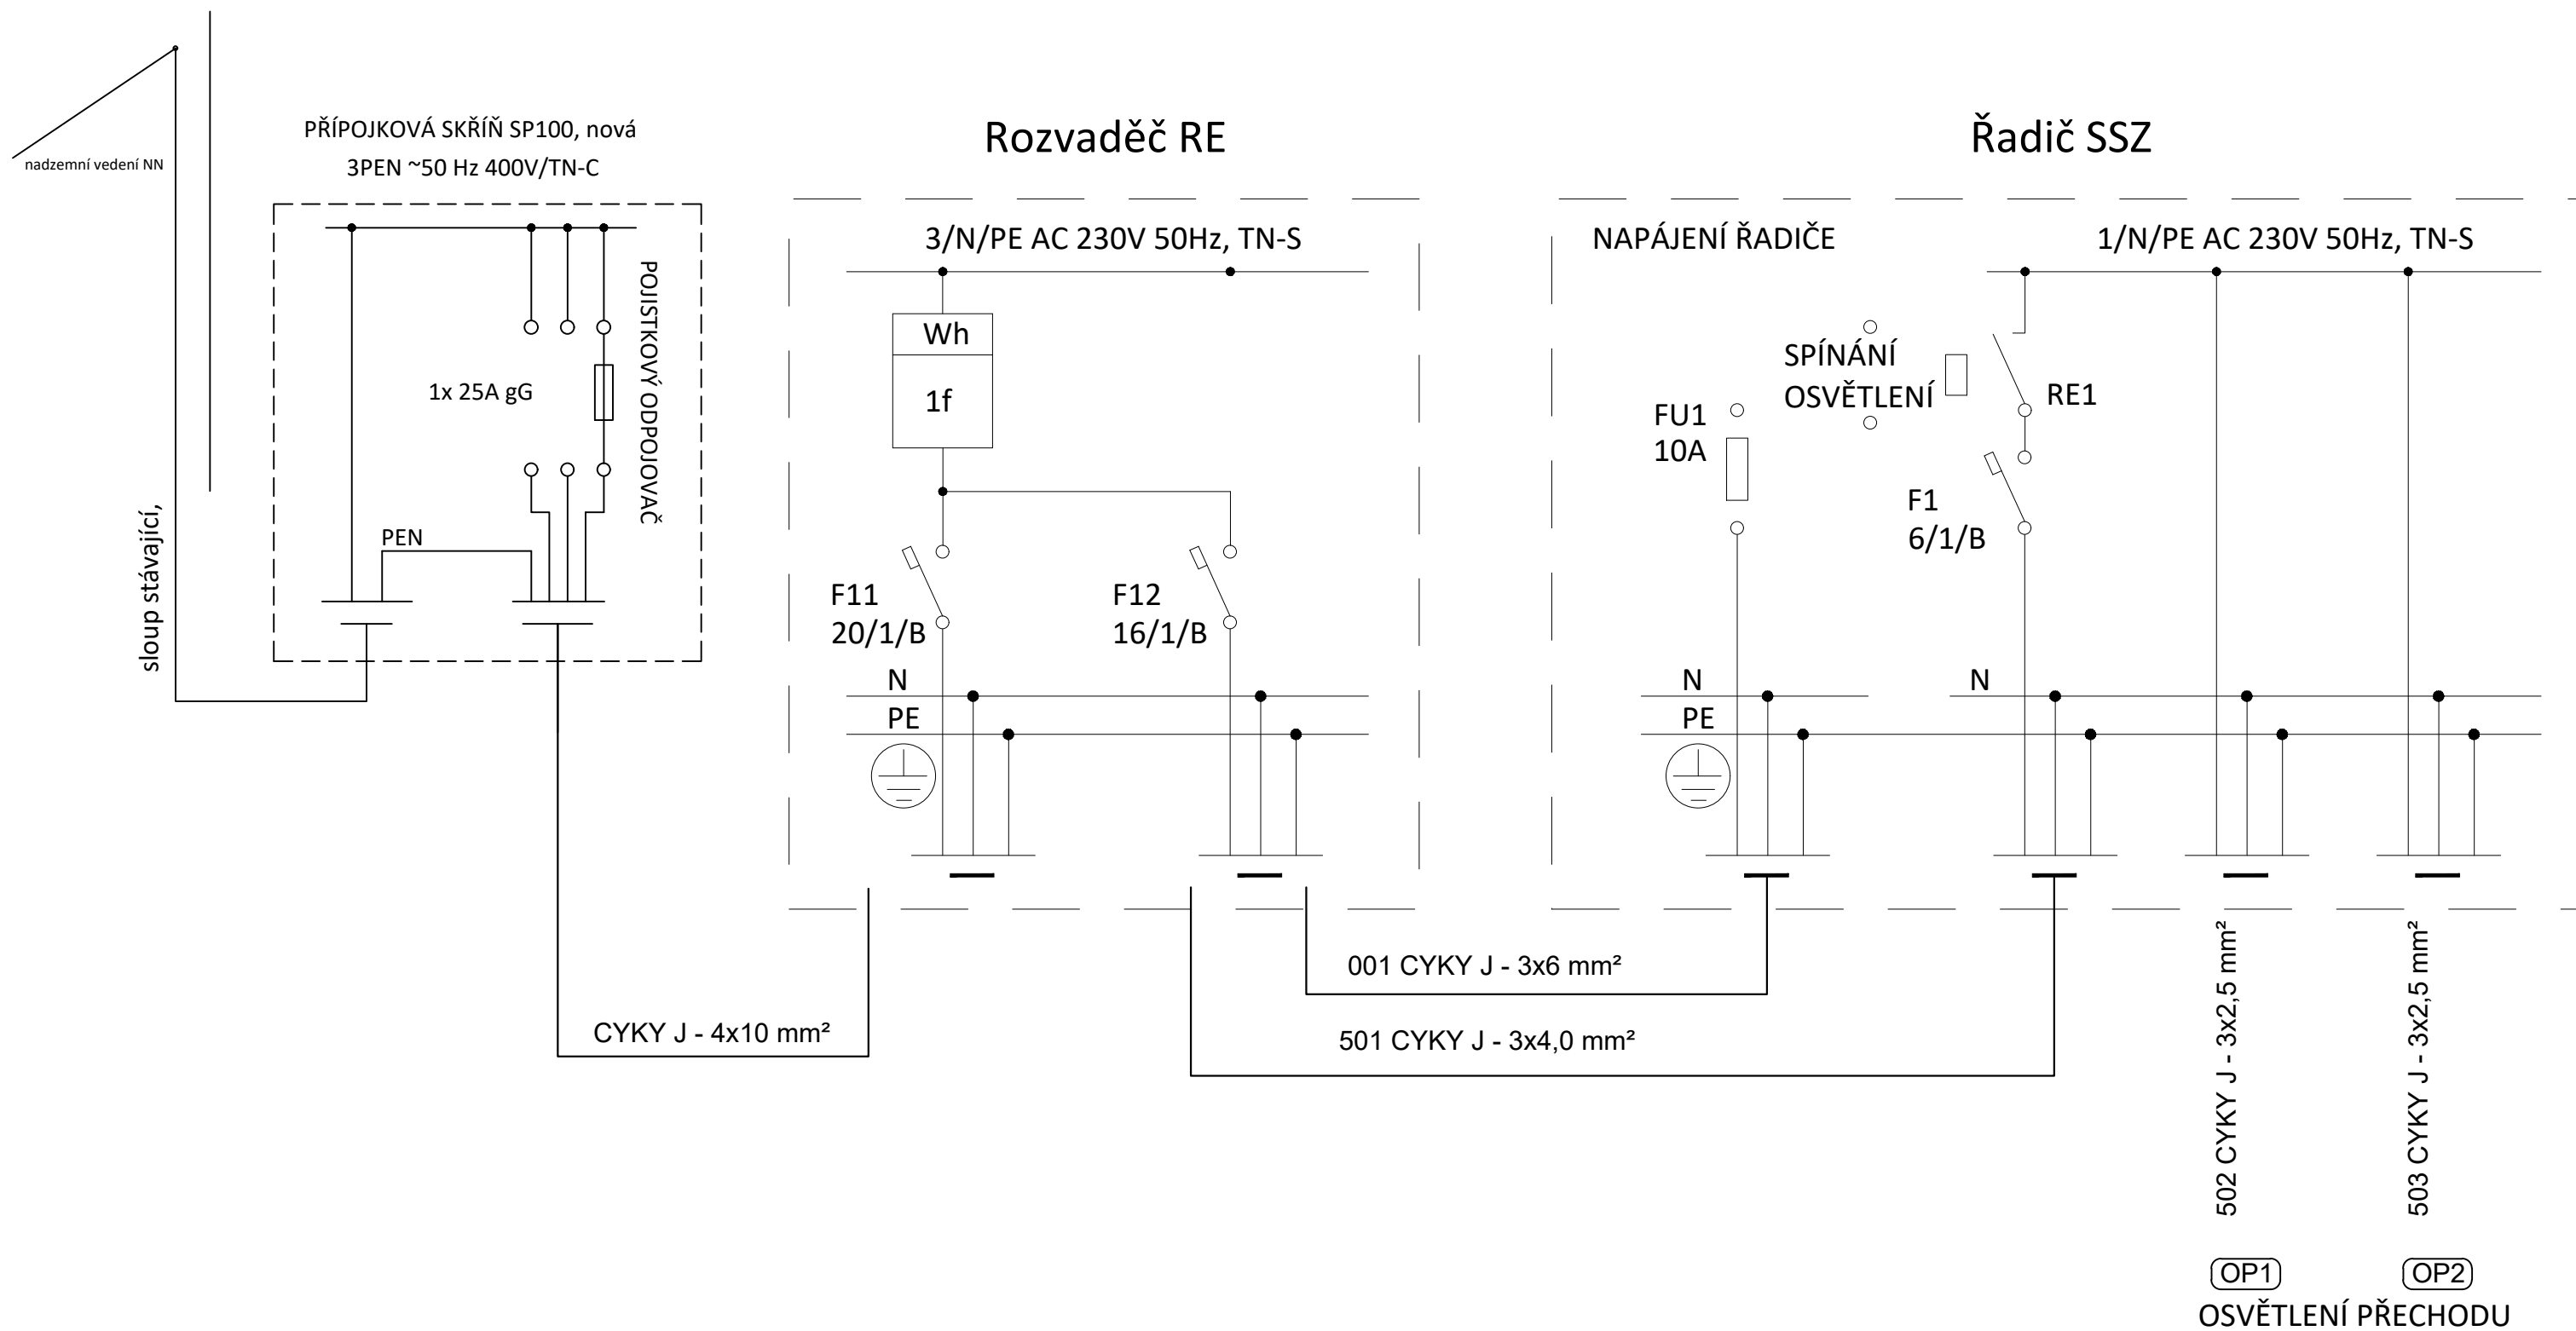 nadzemní vedení NN
sloup stávající,
PŘÍPOJKOVÁ SKŘÍŇ SP100, nová
3PEN ~50 Hz 400V/TN-C
POJISTKOVÝ ODPOJOVAČ
1x 25A gG
PEN
CYKY J - 4x10 mm²
Rozvaděč RE
3/N/PE AC 230V 50Hz, TN-S
Wh
1f
F11
20/1/B
F12
16/1/B
N
PE
001 CYKY J - 3x6 mm²
501 CYKY J - 3x4,0 mm²
Řadič SSZ
NAPÁJENÍ ŘADIČE
1/N/PE AC 230V 50Hz, TN-S
SPÍNÁNÍ
OSVĚTLENÍ
RE1
FU1
10A
F1
6/1/B
N
N
PE
502 CYKY J - 3x2,5 mm²
503 CYKY J - 3x2,5 mm²
OP1
OP2
OSVĚTLENÍ PŘECHODU